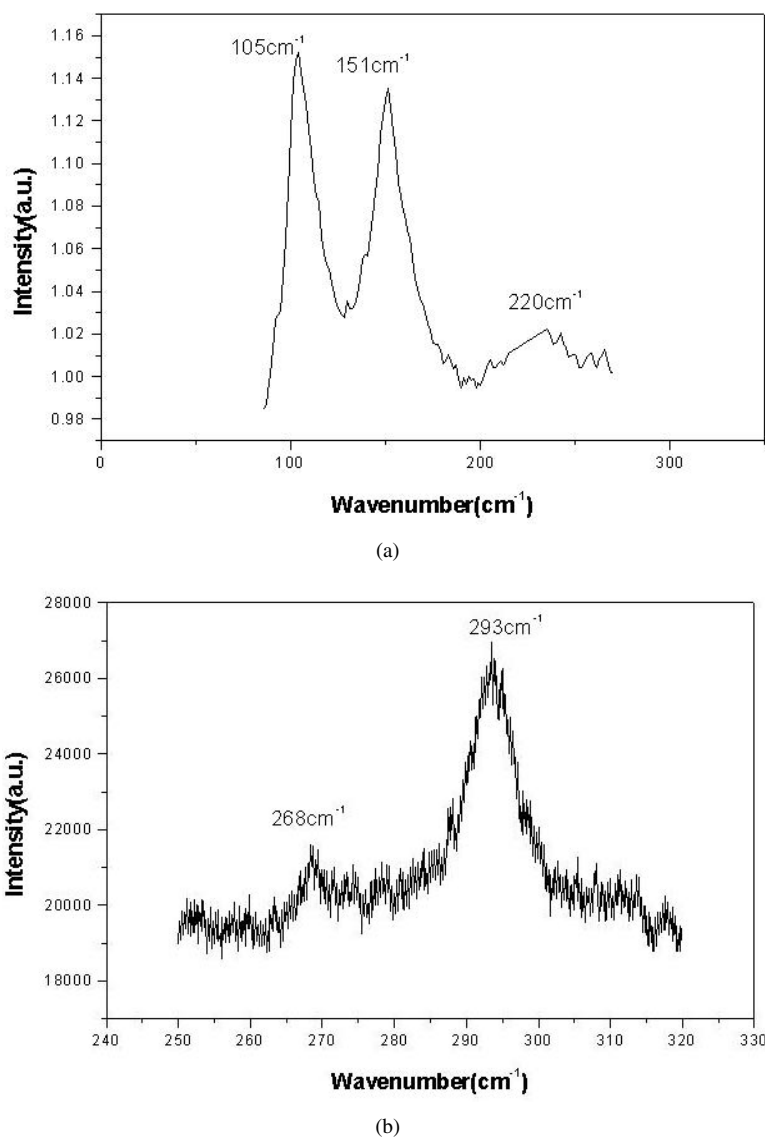 1.16
105cm⁻¹
151cm⁻¹
1.14
1.12
1.10
1.08
1.06
1.04
220cm⁻¹
1.02
1.00
0.98
Intensity(a.u.)
0 100 200 300
Wavenumber(cm⁻¹)
(a)
28000
293cm⁻¹
26000
24000
268cm⁻¹
22000
20000
18000
Intensity(a.u.)
240 250 260 270 280 290 300 310 320 330
Wavenumber(cm⁻¹)
(b)